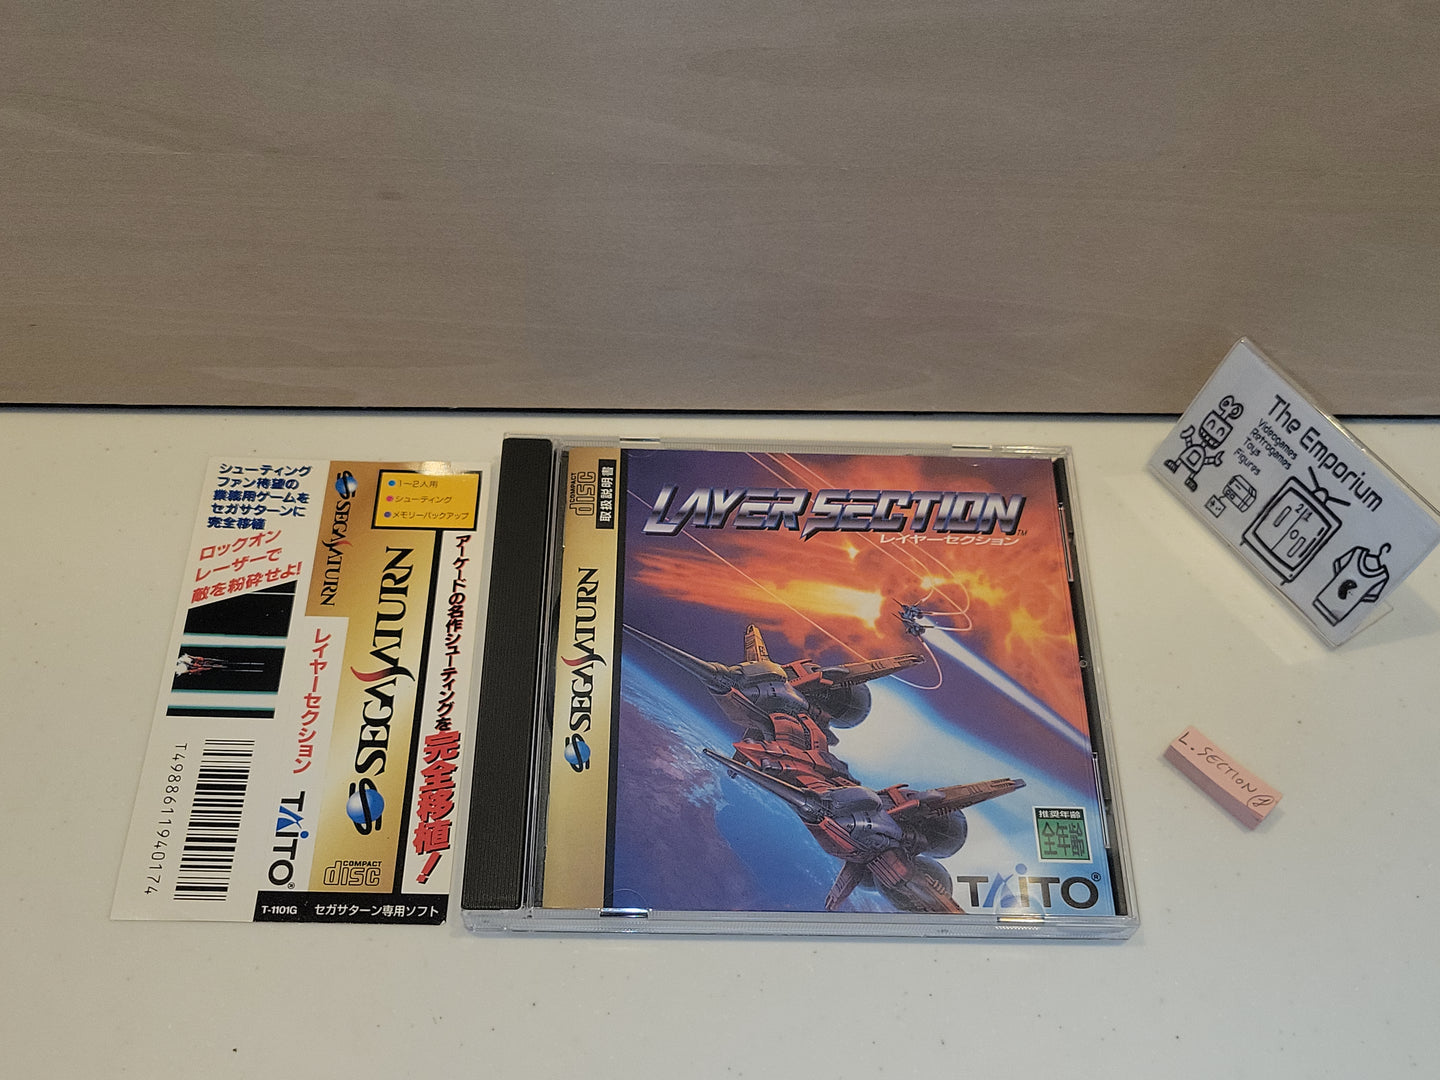 シューティング
ファン待望の
業務用ゲームを
セガサターンに
完全移植
ロックオン
レーザーで
敵を粉砕せよ!
T4988611940174
SEGA SATURN
レイヤーセクション
TAITO®
1〜2人用
シューティング
メモリーバックアップ
SEGA SATURN
COMPACT
disc
T-1101G セガサターン専用ソフト
アーケードの名作シューティングを完全移植!
COMPACT
disc
取扱説明書
SEGA SATURN
LAYER SECTION™
レイヤーセクション
推奨年齢
全年齢
TAITO®
The Emporium
Videogames
Retrogames
Toys
Figures
L. SECTION